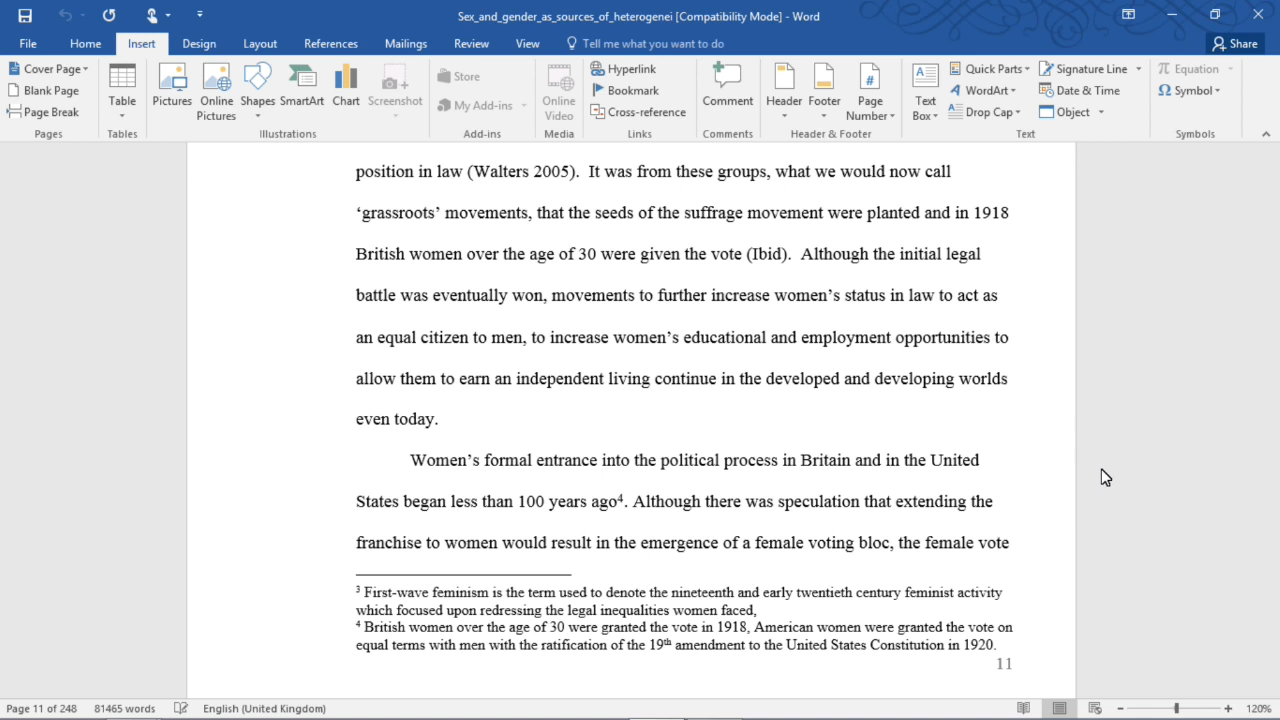 Sex_and_gender_as_sources_of_heterogenei [Compatibility Mode] - Word
File Home Insert Design Layout References Mailings Review View Tell me what you want to do Share
Cover Page
Blank Page
Page Break
Pages
Table
Tables
Pictures
Online Pictures
Shapes
SmartArt
Chart
Screenshot
Illustrations
Store
My Add-ins
Add-ins
Online Video
Media
Hyperlink
Bookmark
Cross-reference
Links
Comment
Comments
Header
Footer
Page Number
Header & Footer
Text Box
Quick Parts
WordArt
Drop Cap
Signature Line
Date & Time
Object
Text
Equation
Symbol
Symbols
position in law (Walters 2005).  It was from these groups, what we would now call
‘grassroots’ movements, that the seeds of the suffrage movement were planted and in 1918
British women over the age of 30 were given the vote (Ibid).  Although the initial legal
battle was eventually won, movements to further increase women’s status in law to act as
an equal citizen to men, to increase women’s educational and employment opportunities to
allow them to earn an independent living continue in the developed and developing worlds
even today.
Women’s formal entrance into the political process in Britain and in the United
States began less than 100 years ago⁴. Although there was speculation that extending the
franchise to women would result in the emergence of a female voting bloc, the female vote
³ First-wave feminism is the term used to denote the nineteenth and early twentieth century feminist activity
which focused upon redressing the legal inequalities women faced,
⁴ British women over the age of 30 were granted the vote in 1918, American women were granted the vote on
equal terms with men with the ratification of the 19th amendment to the United States Constitution in 1920.
11
Page 11 of 248 81465 words English (United Kingdom) 120%